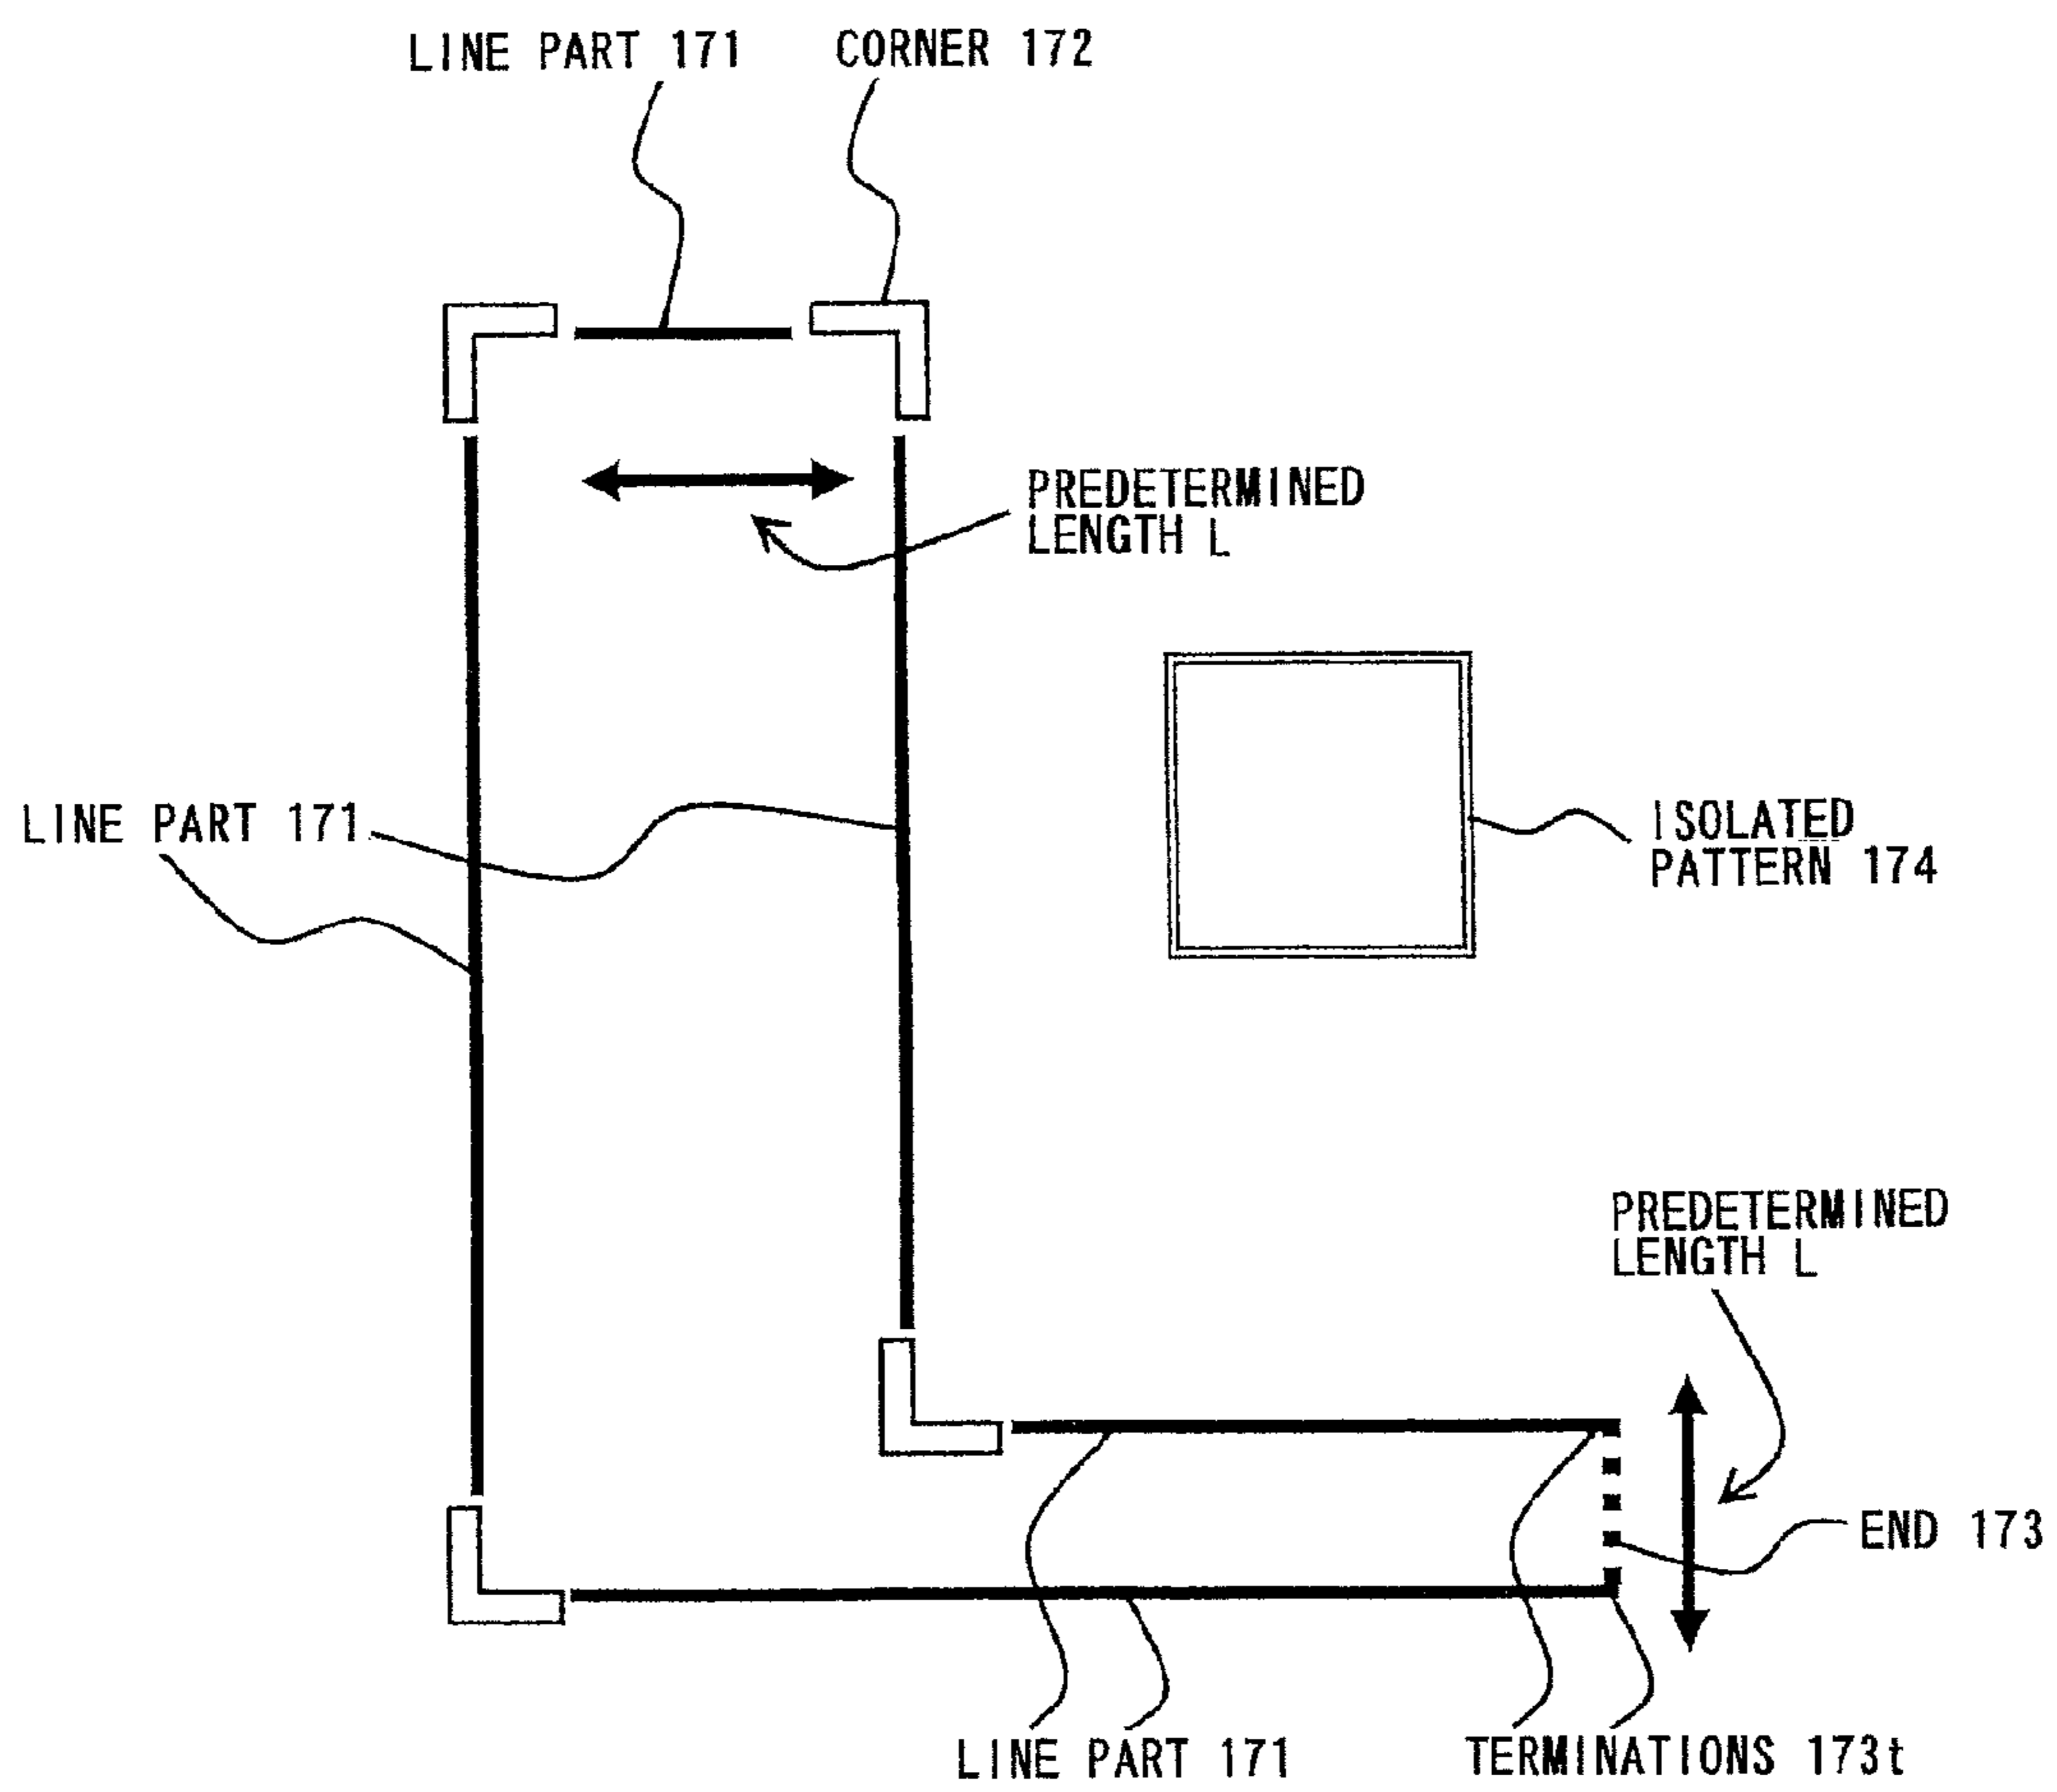 LINE PART 171
CORNER 172
PREDETERMINED
LENGTH L
LINE PART 171
ISOLATED
PATTERN 174
PREDETERMINED
LENGTH L
END 173
LINE PART 171
TERMINATIONS 173t